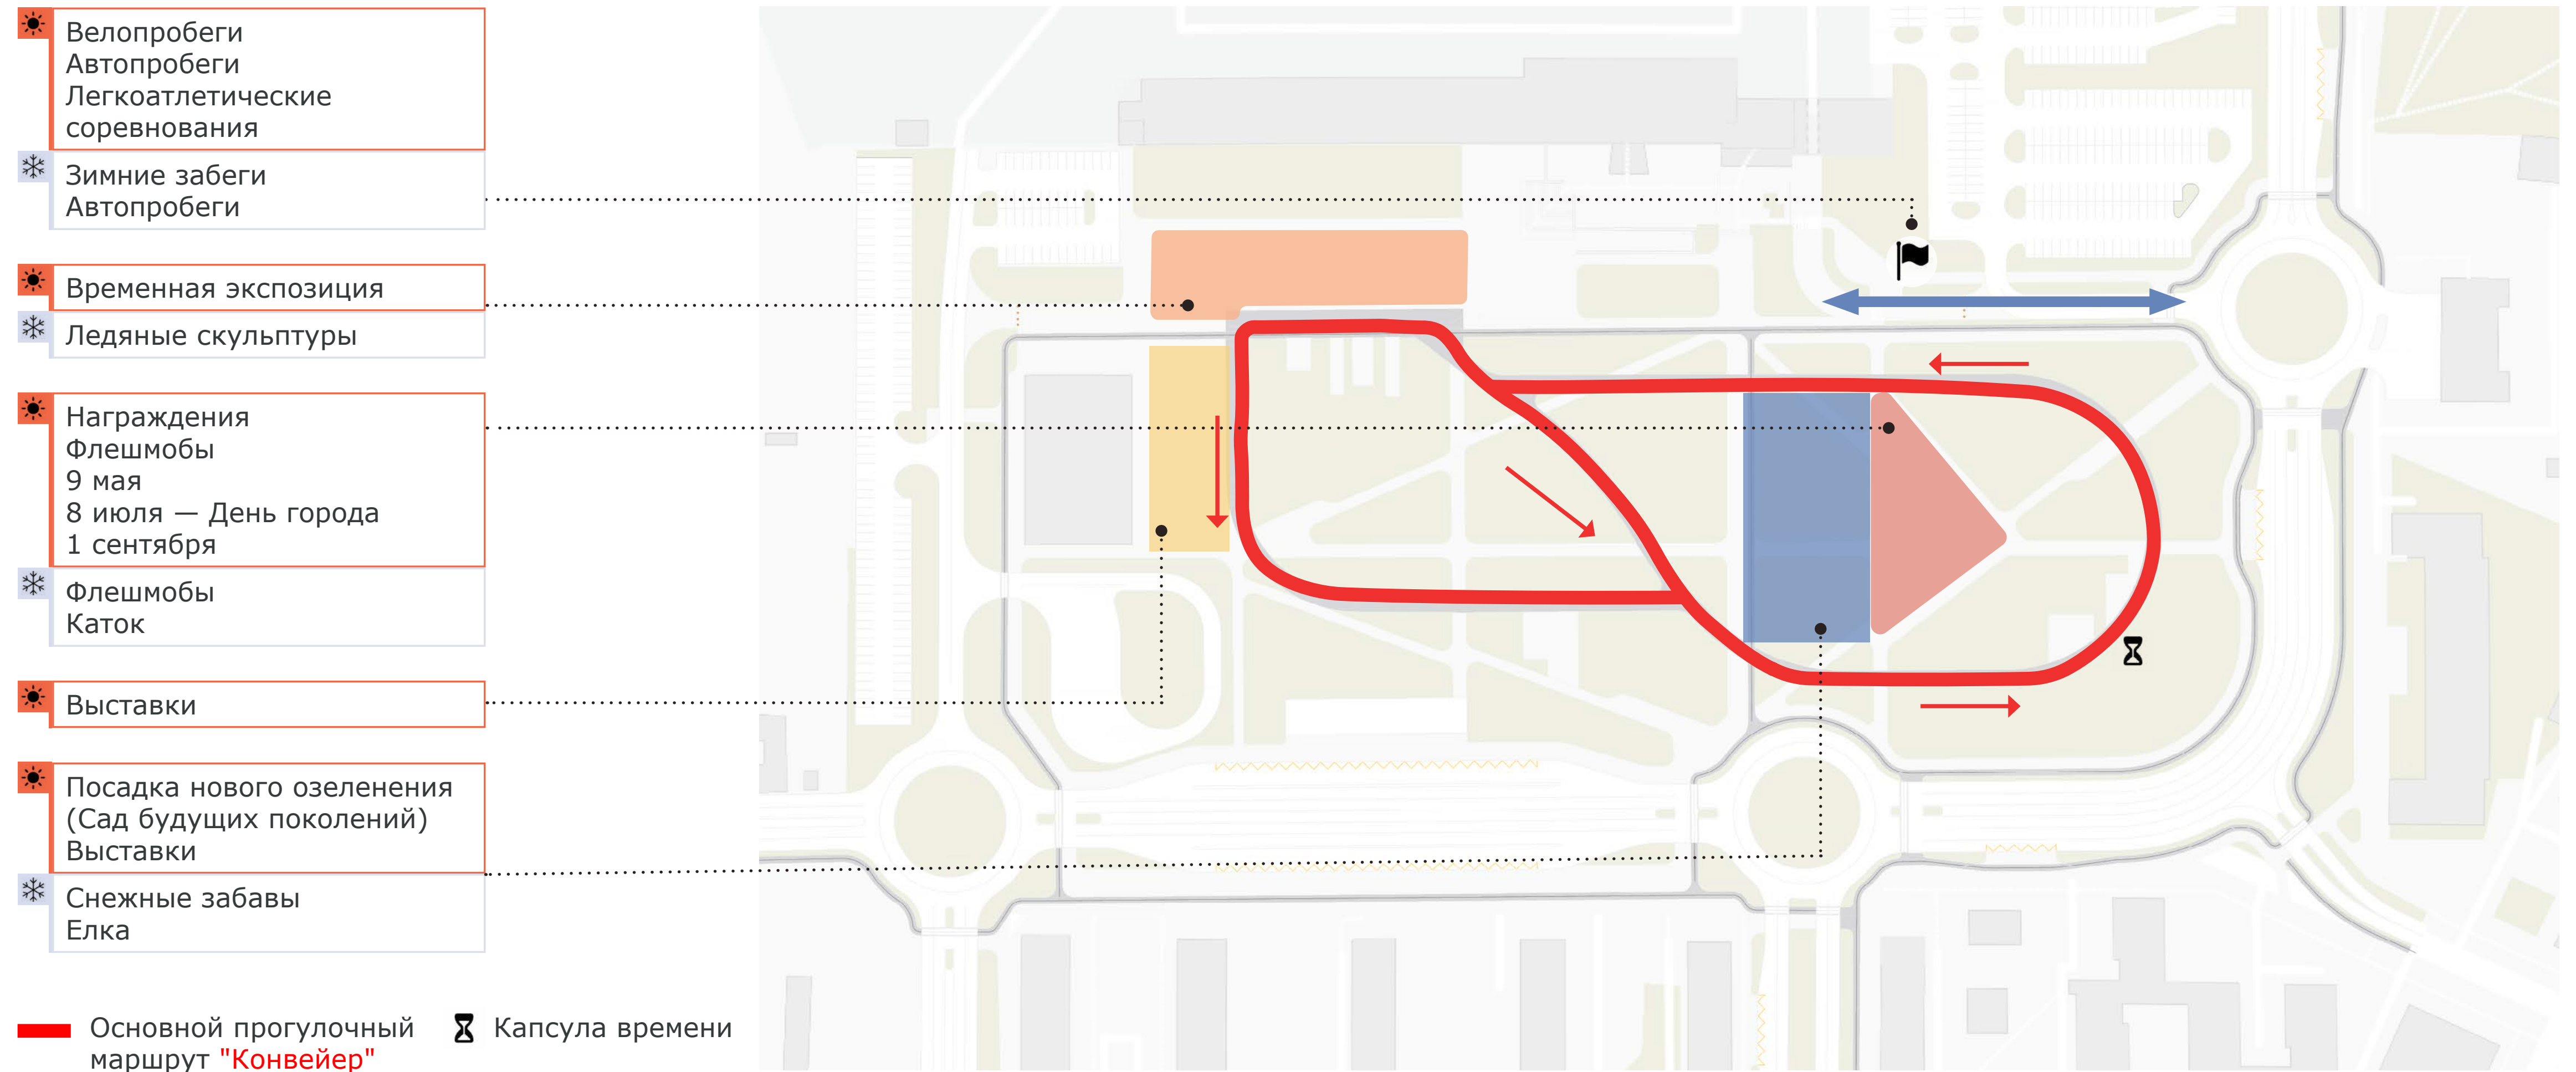 Велопробеги
Автопробеги
Легкоатлетические
соревнования
Зимние забеги
Автопробеги
Временная экспозиция
Ледяные скульптуры
Награждения
Флешмобы
9 мая
8 июля — День города
1 сентября
Флешмобы
Каток
Выставки
Посадка нового озеленения
(Сад будущих поколений)
Выставки
Снежные забавы
Елка
Основной прогулочный
маршрут "Конвейер"
Капсула времени